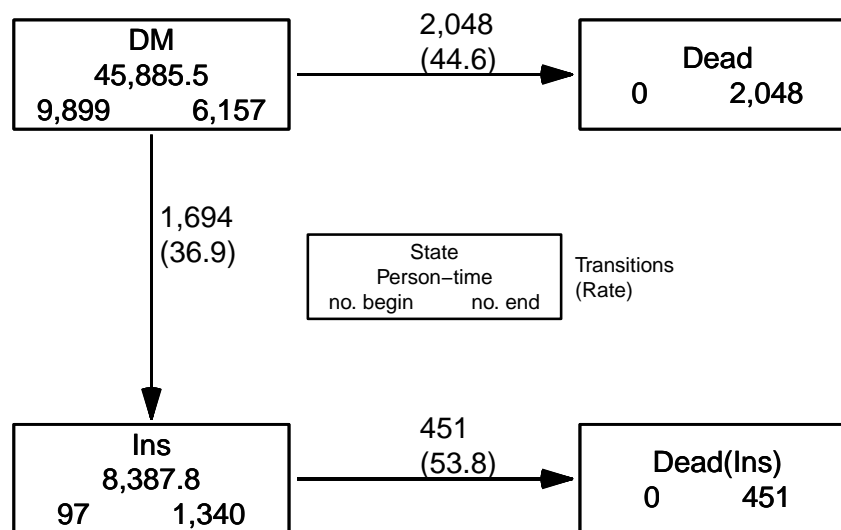 DM
45,885.5
9,899 6,157
2,048
(44.6)
Dead
0 2,048
1,694
(36.9)
State
Person−time
no. begin no. end
Transitions
(Rate)
Ins
8,387.8
97 1,340
451
(53.8)
Dead(Ins)
0 451